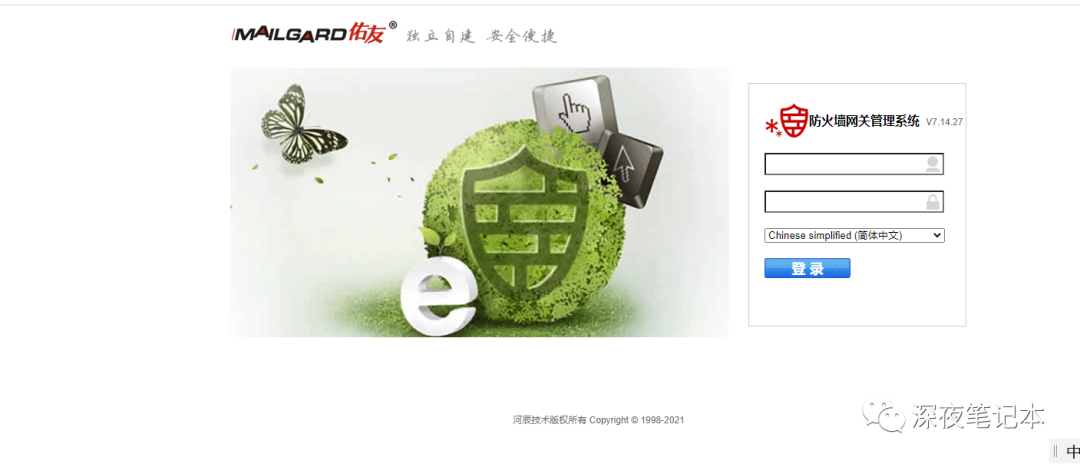 MAILGARD佑友® 独立自建 安全便捷
防火墙网关管理系统 V7.14.27
Chinese simplified (简体中文)
登录
e
河辰技术版权所有 Copyright © 1998-2021
深夜笔记本
中